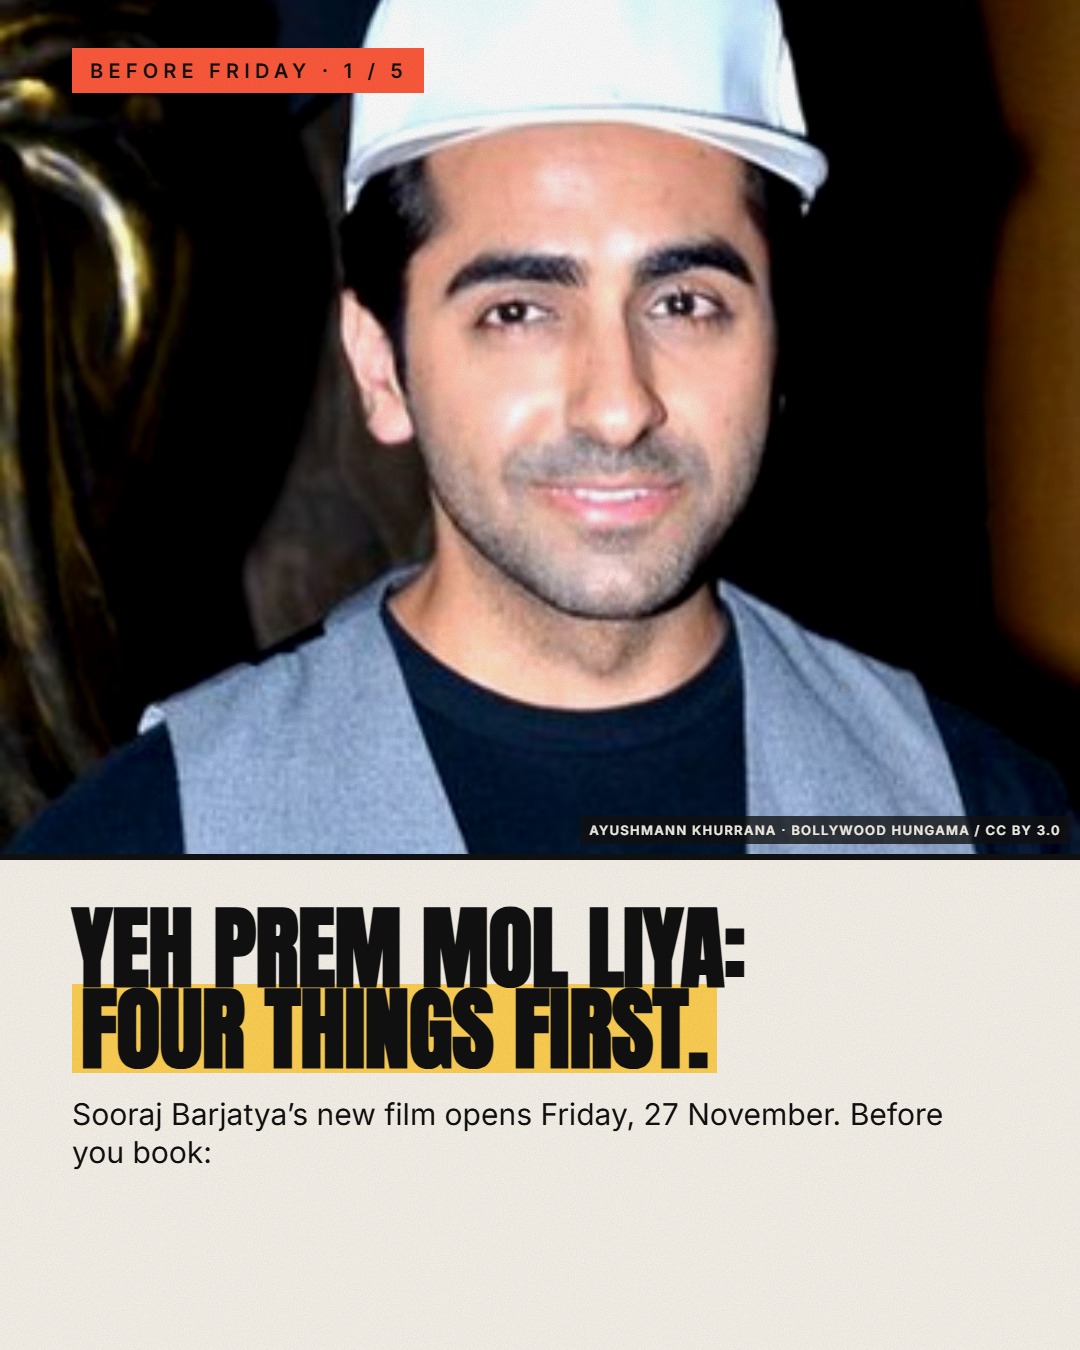 BEFORE FRIDAY · 1 / 5
AYUSHMANN KHURRANA · BOLLYWOOD HUNGAMA / CC BY 3.0
YEH PREM MOL LIYA:
FOUR THINGS FIRST.
Sooraj Barjatya’s new film opens Friday, 27 November. Before
you book: